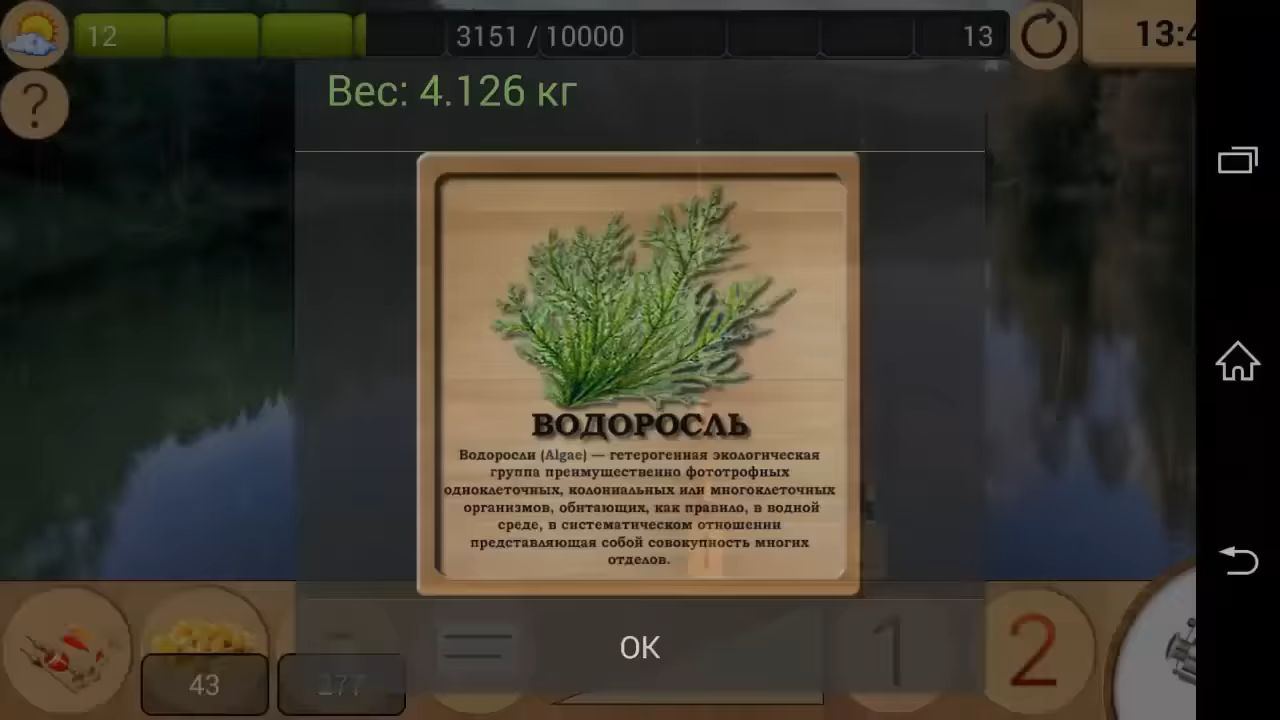 12
3151 / 10000
13
13:4
?
Вес: 4.126 кг
ВОДОРОСЛЬ
Водоросли (Algae) — гетерогенная экологическая
группа преимущественно фототрофных
одноклеточных, колониальных или многоклеточных
организмов, обитающих, как правило, в водной
среде, в систематическом отношении
представляющая собой совокупность многих
отделов.
OK
1
2
43
277